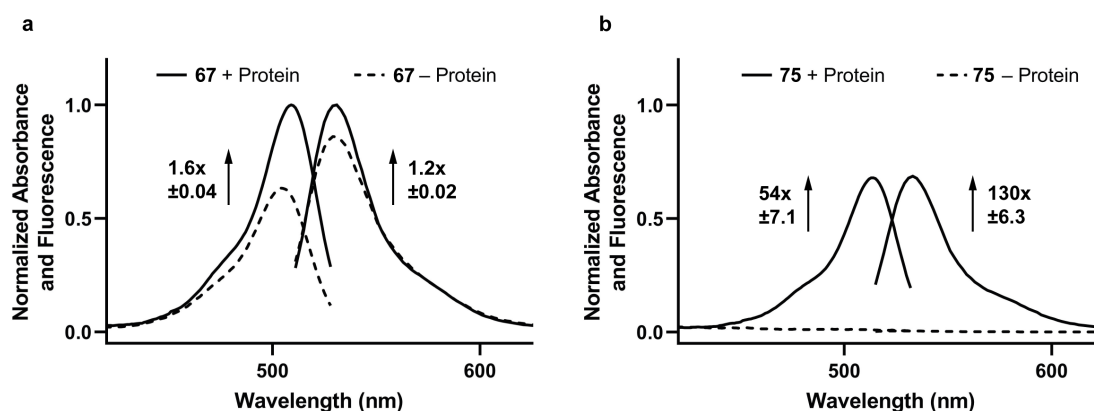 a
67 + Protein
67 – Protein
Normalized Absorbance
and Fluorescence
1.0
0.5
0.0
1.6x
±0.04
1.2x
±0.02
500
600
Wavelength (nm)
b
75 + Protein
75 – Protein
Normalized Absorbance
and Fluorescence
1.0
0.5
0.0
54x
±7.1
130x
±6.3
500
600
Wavelength (nm)